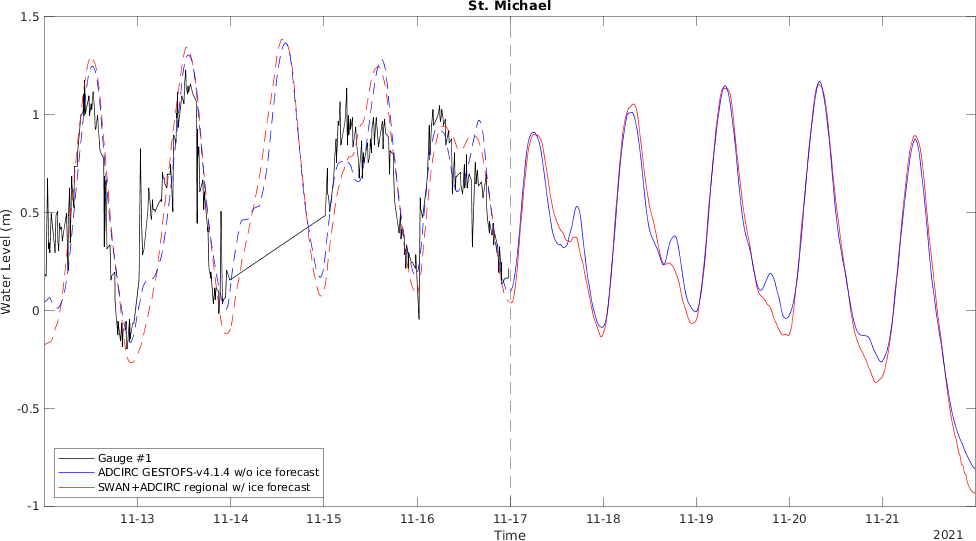 St. Michael
1.5
1
0.5
0
-0.5
-1
Water Level (m)
Gauge #1
ADCIRC GESTOFS-v4.1.4 w/o ice forecast
SWAN+ADCIRC regional w/ ice forecast
11-13 11-14 11-15 11-16 11-17 11-18 11-19 11-20 11-21
Time
2021